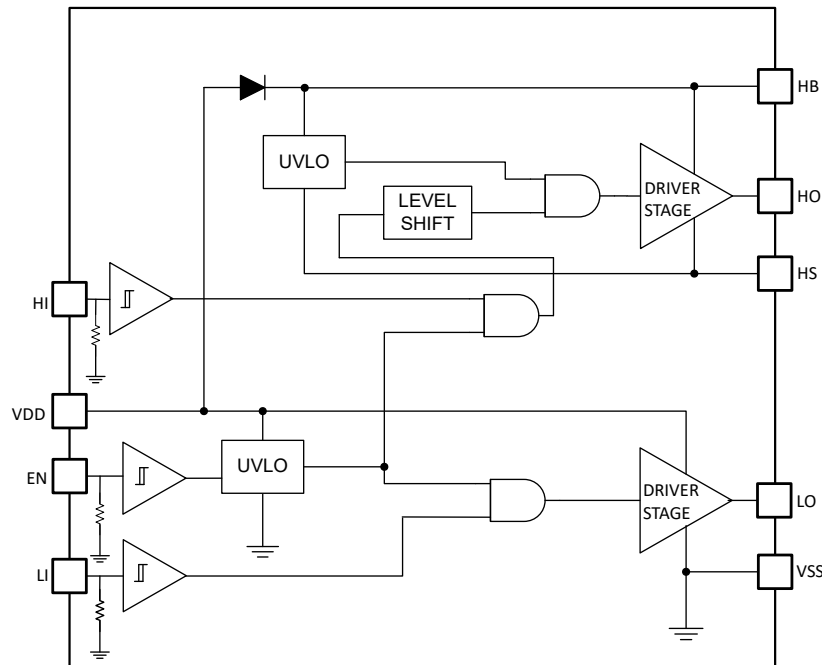 HB
UVLO
DRIVER
STAGE
HO
LEVEL
SHIFT
HS
HI
VDD
EN
UVLO
DRIVER
STAGE
LO
LI
VSS